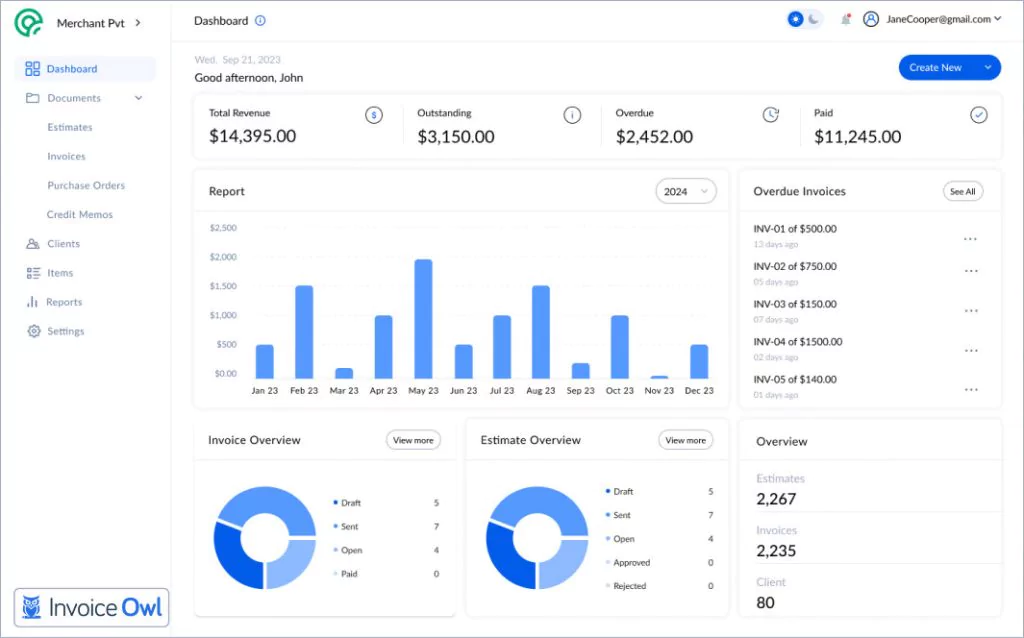 Merchant Pvt
Dashboard
JaneCooper@gmail.com
Dashboard
Documents
Estimates
Invoices
Purchase Orders
Credit Memos
Clients
Items
Reports
Settings
Wed, Sep 21, 2023
Good afternoon, John
Create New
Total Revenue
$14,395.00
Outstanding
$3,150.00
Overdue
$2,452.00
Paid
$11,245.00
Report
2024
$2,500
$2,000
$1,500
$1,000
$500
$0.00
Jan 23 Feb 23 Mar 23 Apr 23 May 23 Jun 23 Jul 23 Aug 23 Sep 23 Oct 23 Nov 23 Dec 23
Overdue Invoices
See All
INV-01 of $500.00
13 days ago
INV-02 of $750.00
05 days ago
INV-03 of $150.00
07 days ago
INV-04 of $1500.00
02 days ago
INV-05 of $140.00
01 days ago
Invoice Overview
View more
Draft 5
Sent 7
Open 4
Paid 0
Estimate Overview
View more
Draft 5
Sent 7
Open 4
Approved 0
Rejected 0
Overview
Estimates
2,267
Invoices
2,235
Client
80
Invoice Owl